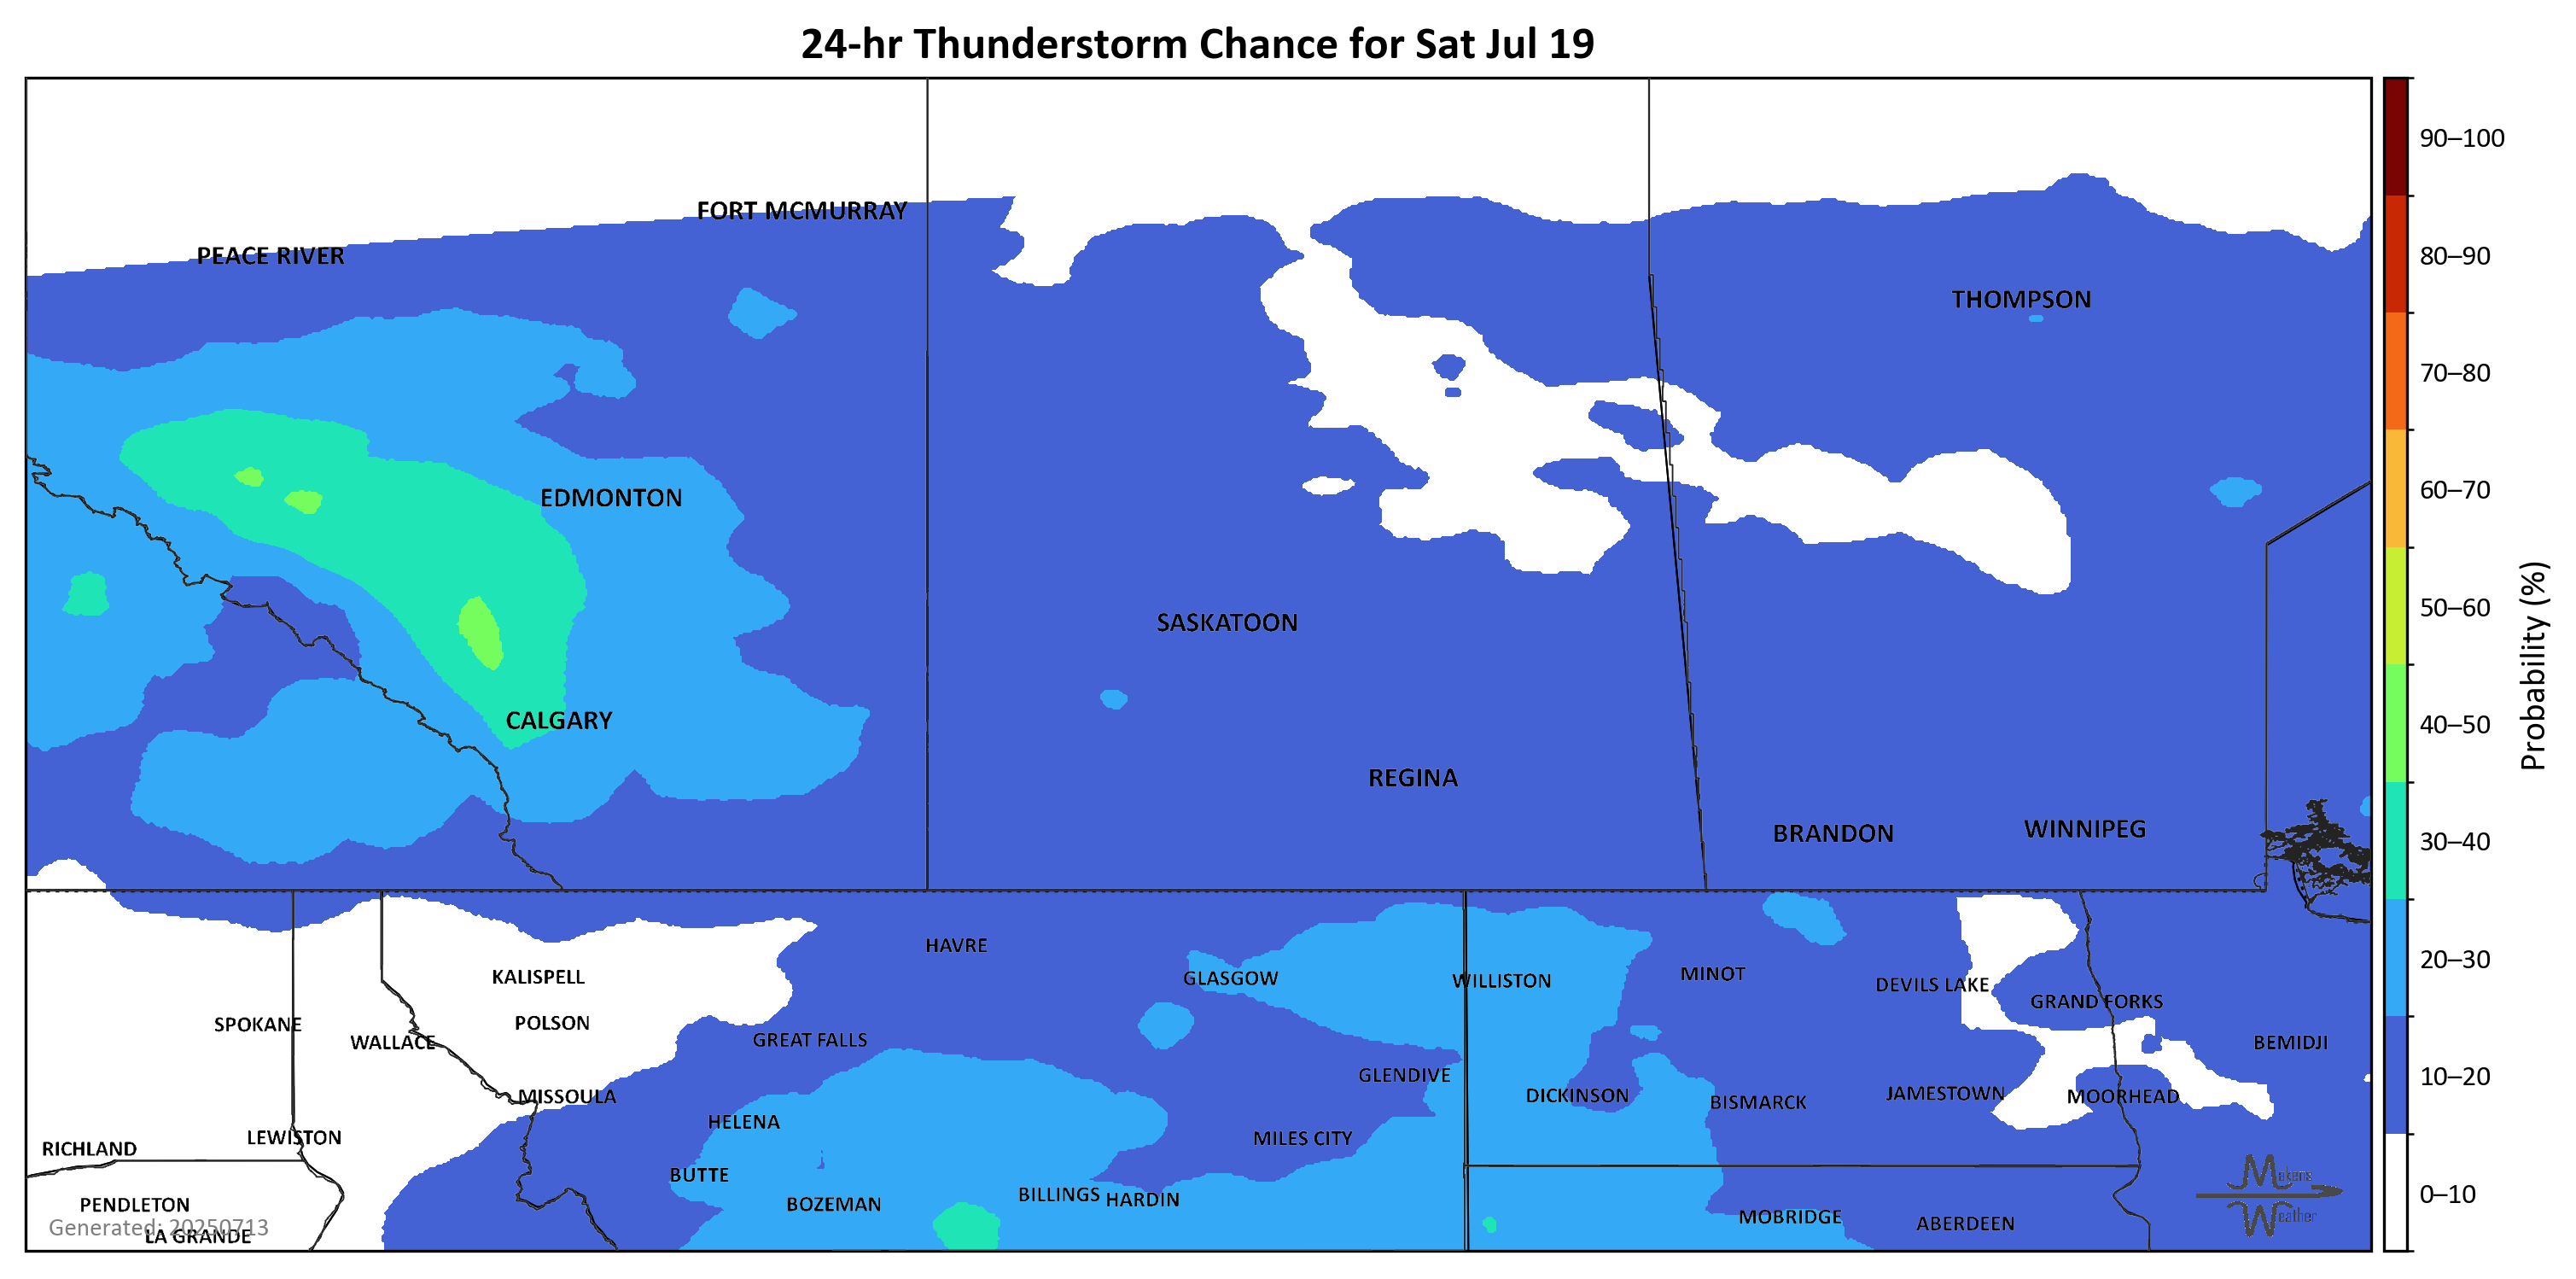 24-hr Thunderstorm Chance for Sat Jul 19
90–100
FORT MCMURRAY
PEACE RIVER
80–90
THOMPSON
70–80
EDMONTON
60–70
50–60
SASKATOON
Probability (%)
CALGARY
40–50
REGINA
BRANDON
WINNIPEG
30–40
HAVRE
20–30
KALISPELL
GLASGOW
WILLISTON
MINOT
DEVILS LAKE
GRAND FORKS
SPOKANE
POLSON
WALLACE
GREAT FALLS
BEMIDJI
GLENDIVE
10–20
MISSOULA
DICKINSON
BISMARCK
JAMESTOWN
MOORHEAD
HELENA
LEWISTON
MILES CITY
RICHLAND
BUTTE
Makens
Weather
PENDLETON
BOZEMAN
BILLINGS
HARDIN
0–10
MOBRIDGE
ABERDEEN
Generated: 20250713
LA GRANDE